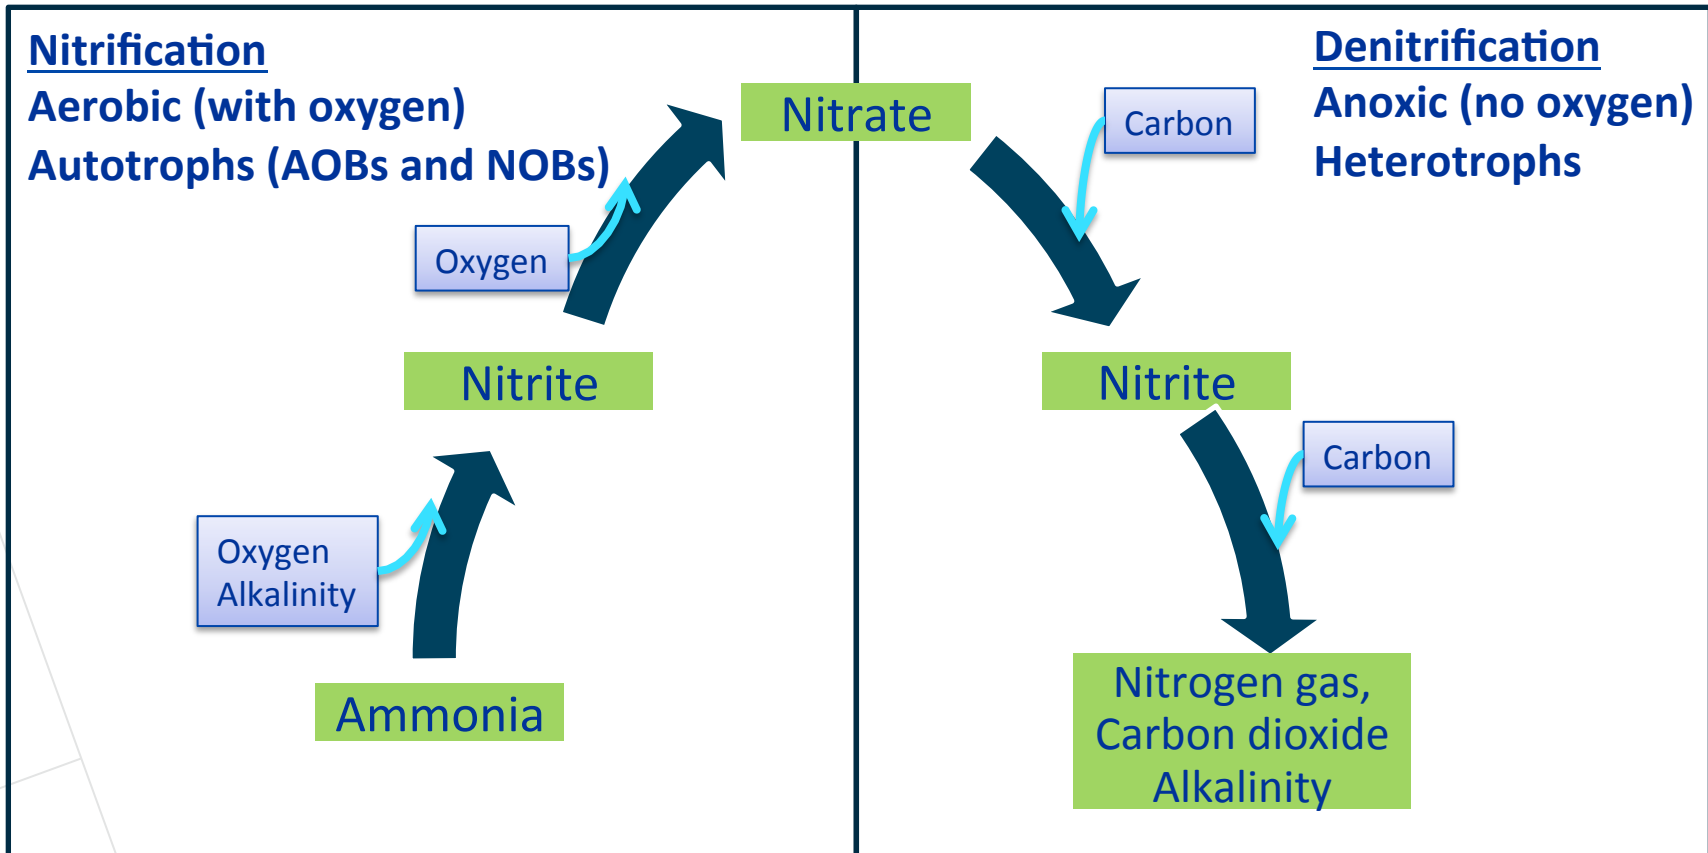 Nitrification
Aerobic (with oxygen)
Autotrophs (AOBs and NOBs)
Nitrate
Oxygen
Nitrite
Oxygen
Alkalinity
Ammonia
Denitrification
Anoxic (no oxygen)
Heterotrophs
Carbon
Nitrite
Carbon
Nitrogen gas,
Carbon dioxide
Alkalinity